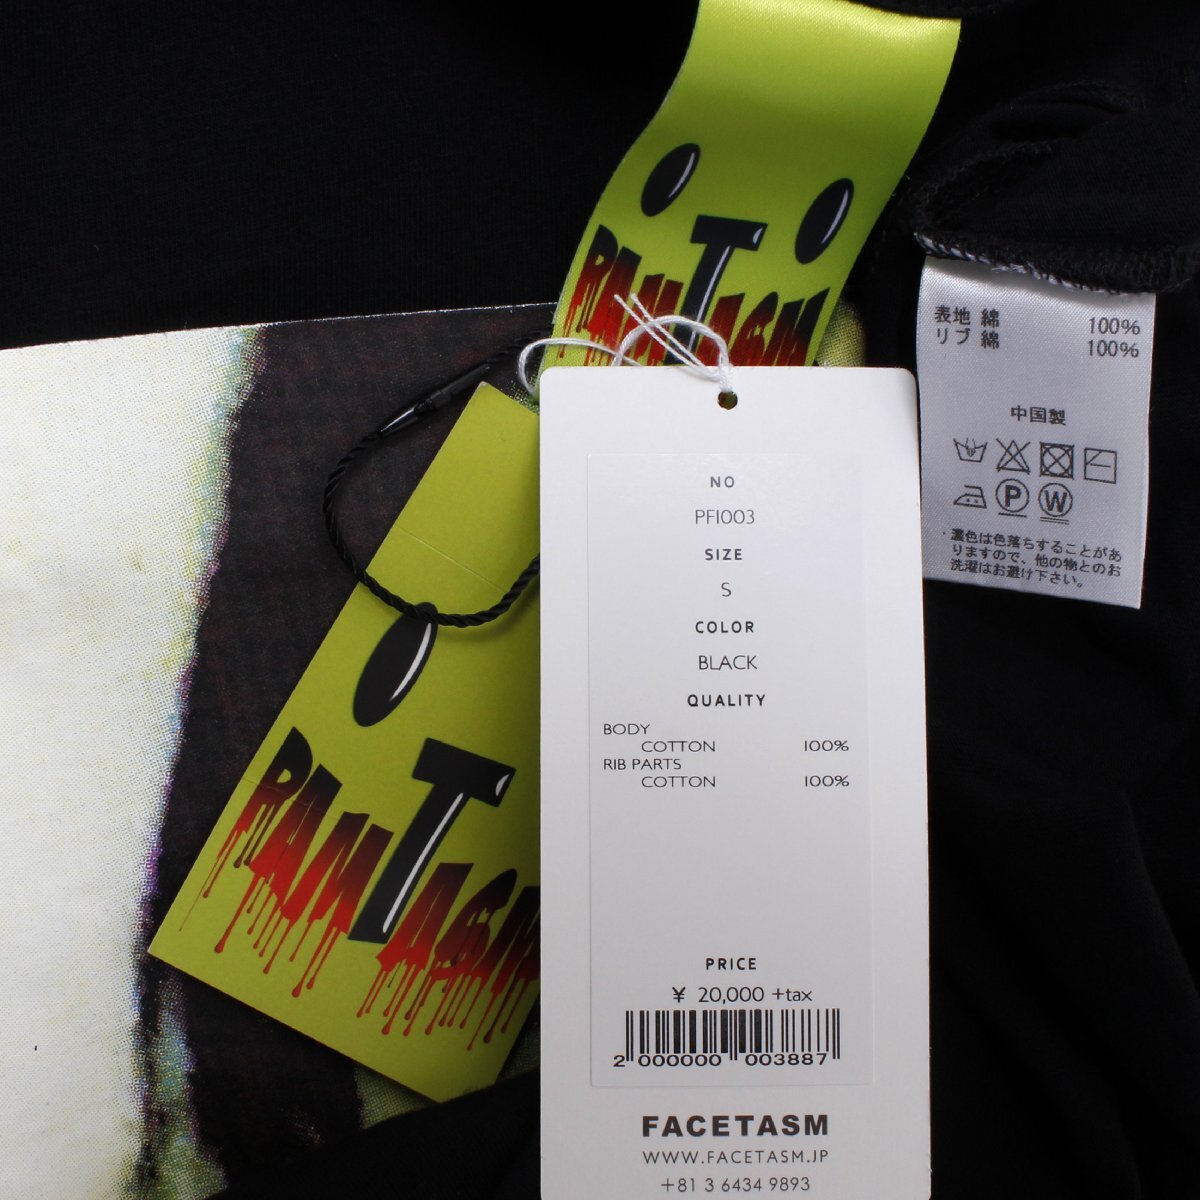 RAMTASM
RAMTASM
NO
PF1003
SIZE
S
COLOR
BLACK
QUALITY
BODY
COTTON 100%
RIB PARTS
COTTON 100%
PRICE
¥ 20,000 +tax
2 000000 003887
FACETASM
WWW.FACETASM.JP
+81 3 6434 9893
表地 綿 100%
リブ 綿 100%
中国製
P W
・濃色は色落ちすることがあ
りますので、他の物とのお
洗濯はお避け下さい。